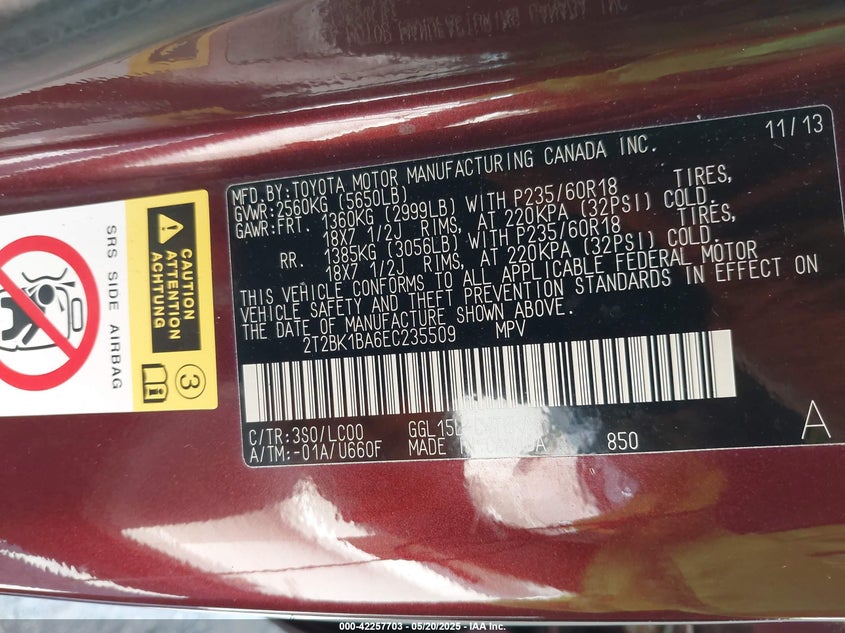 11/13
MFD.BY:TOYOTA MOTOR MANUFACTURING CANADA INC.
GVWR:2560KG (5650LB)
GAWR:FRT. 1360KG (2999LB) WITH P235/60R18 TIRES,
18X7 1/2J RIMS, AT 220KPA (32PSI) COLD.
RR. 1385KG (3056LB) WITH P235/60R18 TIRES,
18X7 1/2J RIMS, AT 220KPA (32PSI) COLD.
THIS VEHICLE CONFORMS TO ALL APPLICABLE FEDERAL MOTOR
VEHICLE SAFETY AND THEFT PREVENTION STANDARDS IN EFFECT ON
THE DATE OF MANUFACTURE SHOWN ABOVE.
2T2BK1BA6EC235509 MPV
C/TR:3S0/LC00
A/TM:-01A/U660F MADE 850
A
CAUTION
ATTENTION
ACHTUNG
SRS SIDE AIRBAG
3
000-42257703 - 05/20/2025 - IAA Inc.